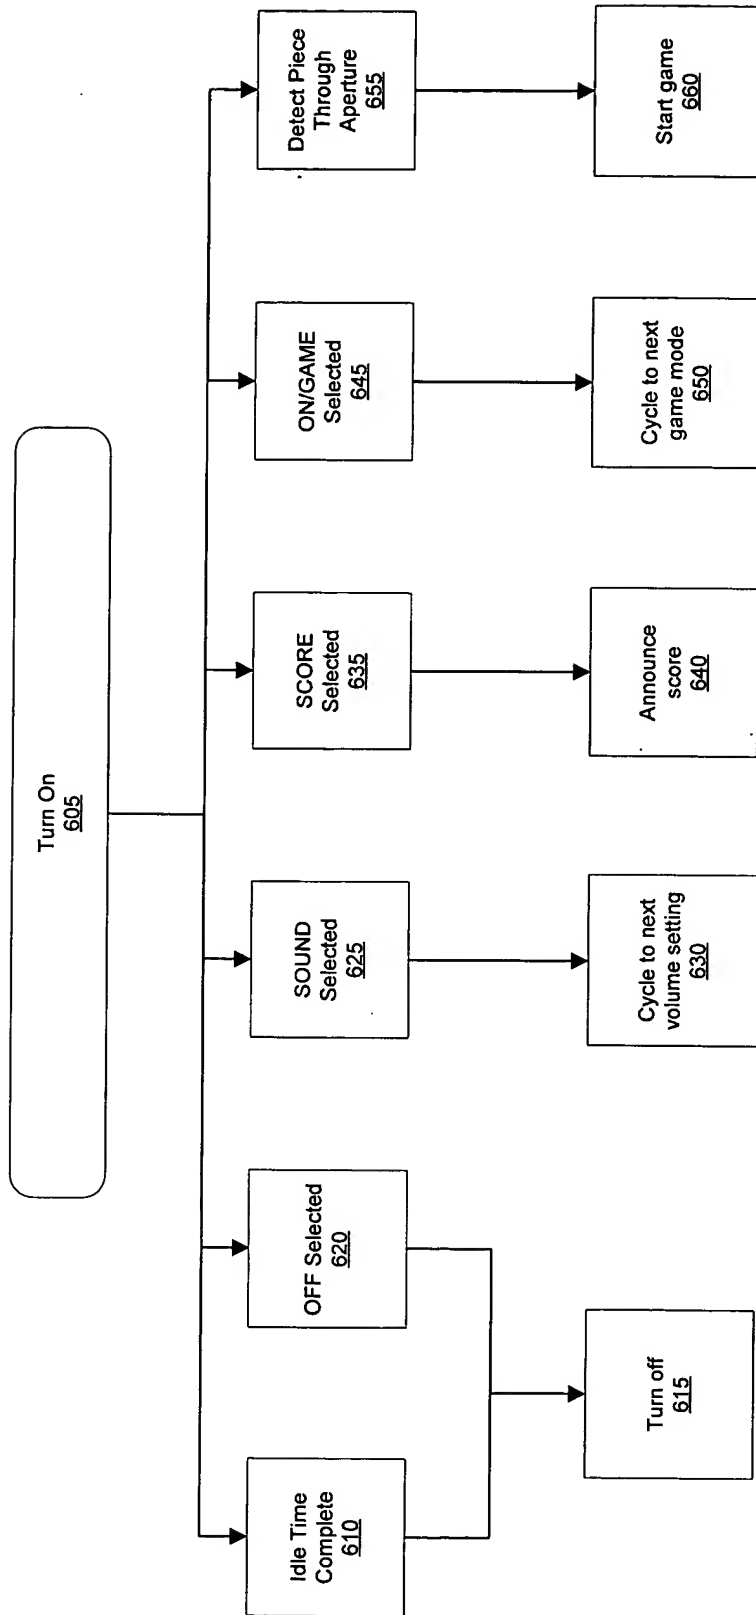 Turn On
605
Idle Time
Complete
610
OFF Selected
620
SOUND
Selected
625
SCORE
Selected
635
ON/GAME
Selected
645
Detect Piece
Through
Aperture
655
Turn off
615
Cycle to next
volume setting
630
Announce
score
640
Cycle to next
game mode
650
Start game
660